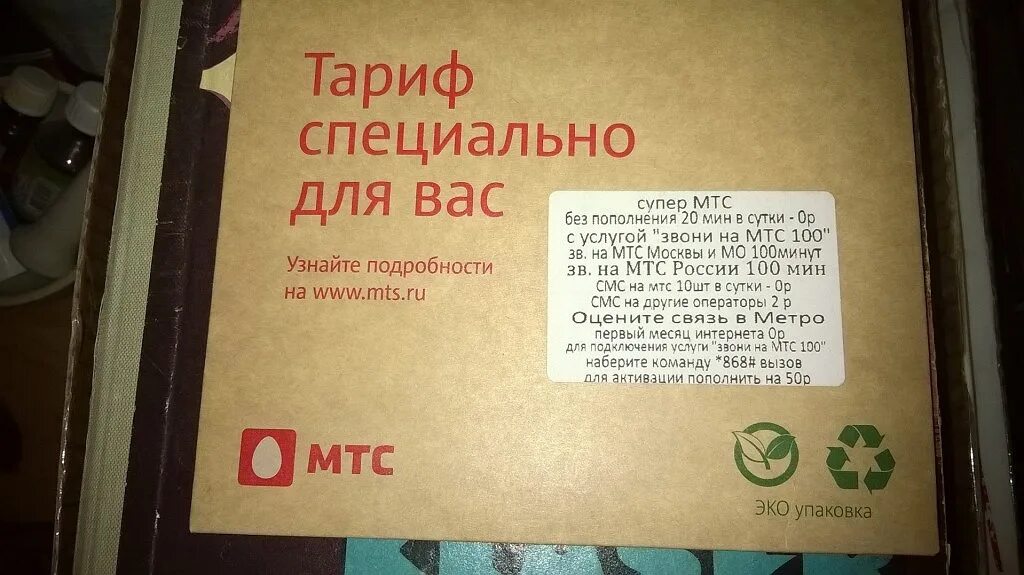 Тариф
специально
для вас
Узнайте подробности
на www.mts.ru
супер МТС
без пополнения 20 мин в сутки - 0р
с услугой "звони на МТС 100"
зв. на МТС Москвы и МО 100минут
зв. на МТС России 100 мин
СМС на мтс 10шт в сутки - 0р
СМС на другие операторы 2 р
Оцените связь в Метро
первый месяц интернета 0р
для подключения услуги "звони на МТС 100"
наберите команду *868# вызов
для активации пополнить на 50р
МТС
ЭКО упаковка